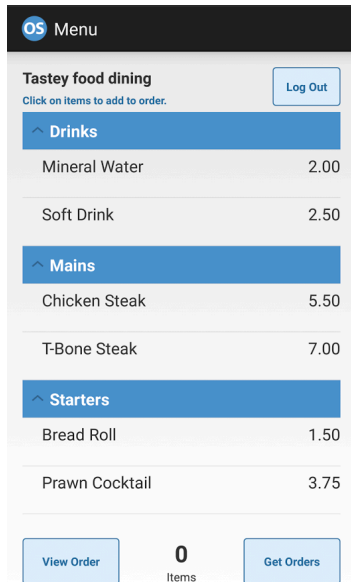 OS Menu
Tastey food dining
Log Out
Click on items to add to order.
Drinks
Mineral Water 2.00
Soft Drink 2.50
Mains
Chicken Steak 5.50
T-Bone Steak 7.00
Starters
Bread Roll 1.50
Prawn Cocktail 3.75
View Order 0 Get Orders
Items